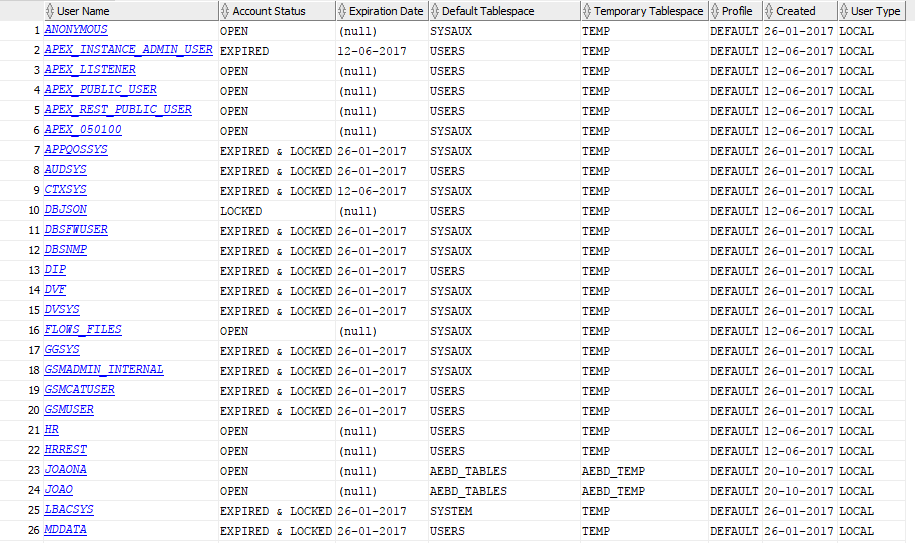 User Name Account Status Expiration Date Default Tablespace Temporary Tablespace Profile Created User Type
1 ANONYMOUS OPEN (null) SYSAUX TEMP DEFAULT 26-01-2017 LOCAL
2 APEX_INSTANCE_ADMIN_USER EXPIRED 12-06-2017 USERS TEMP DEFAULT 12-06-2017 LOCAL
3 APEX_LISTENER OPEN (null) USERS TEMP DEFAULT 12-06-2017 LOCAL
4 APEX_PUBLIC_USER OPEN (null) USERS TEMP DEFAULT 12-06-2017 LOCAL
5 APEX_REST_PUBLIC_USER OPEN (null) USERS TEMP DEFAULT 12-06-2017 LOCAL
6 APEX_050100 OPEN (null) SYSAUX TEMP DEFAULT 12-06-2017 LOCAL
7 APPQOSSYS EXPIRED & LOCKED 26-01-2017 SYSAUX TEMP DEFAULT 26-01-2017 LOCAL
8 AUDSYS EXPIRED & LOCKED 26-01-2017 USERS TEMP DEFAULT 26-01-2017 LOCAL
9 CTXSYS EXPIRED & LOCKED 12-06-2017 SYSAUX TEMP DEFAULT 26-01-2017 LOCAL
10 DBJSON LOCKED (null) USERS TEMP DEFAULT 12-06-2017 LOCAL
11 DBSFWUSER EXPIRED & LOCKED 26-01-2017 SYSAUX TEMP DEFAULT 26-01-2017 LOCAL
12 DBSNMP EXPIRED & LOCKED 26-01-2017 SYSAUX TEMP DEFAULT 26-01-2017 LOCAL
13 DIP EXPIRED & LOCKED 26-01-2017 USERS TEMP DEFAULT 26-01-2017 LOCAL
14 DVF EXPIRED & LOCKED 26-01-2017 SYSAUX TEMP DEFAULT 26-01-2017 LOCAL
15 DVSYS EXPIRED & LOCKED 26-01-2017 SYSAUX TEMP DEFAULT 26-01-2017 LOCAL
16 FLOWS_FILES OPEN (null) SYSAUX TEMP DEFAULT 12-06-2017 LOCAL
17 GGSYS EXPIRED & LOCKED 26-01-2017 SYSAUX TEMP DEFAULT 26-01-2017 LOCAL
18 GSMADMIN_INTERNAL EXPIRED & LOCKED 26-01-2017 SYSAUX TEMP DEFAULT 26-01-2017 LOCAL
19 GSMCATUSER EXPIRED & LOCKED 26-01-2017 USERS TEMP DEFAULT 26-01-2017 LOCAL
20 GSMUSER EXPIRED & LOCKED 26-01-2017 USERS TEMP DEFAULT 26-01-2017 LOCAL
21 HR OPEN (null) USERS TEMP DEFAULT 12-06-2017 LOCAL
22 HRREST OPEN (null) USERS TEMP DEFAULT 12-06-2017 LOCAL
23 JOAONA OPEN (null) AEBD_TABLES AEBD_TEMP DEFAULT 20-10-2017 LOCAL
24 JOAO OPEN (null) AEBD_TABLES AEBD_TEMP DEFAULT 20-10-2017 LOCAL
25 LBACSYS EXPIRED & LOCKED 26-01-2017 SYSTEM TEMP DEFAULT 26-01-2017 LOCAL
26 MDDATA EXPIRED & LOCKED 26-01-2017 USERS TEMP DEFAULT 26-01-2017 LOCAL